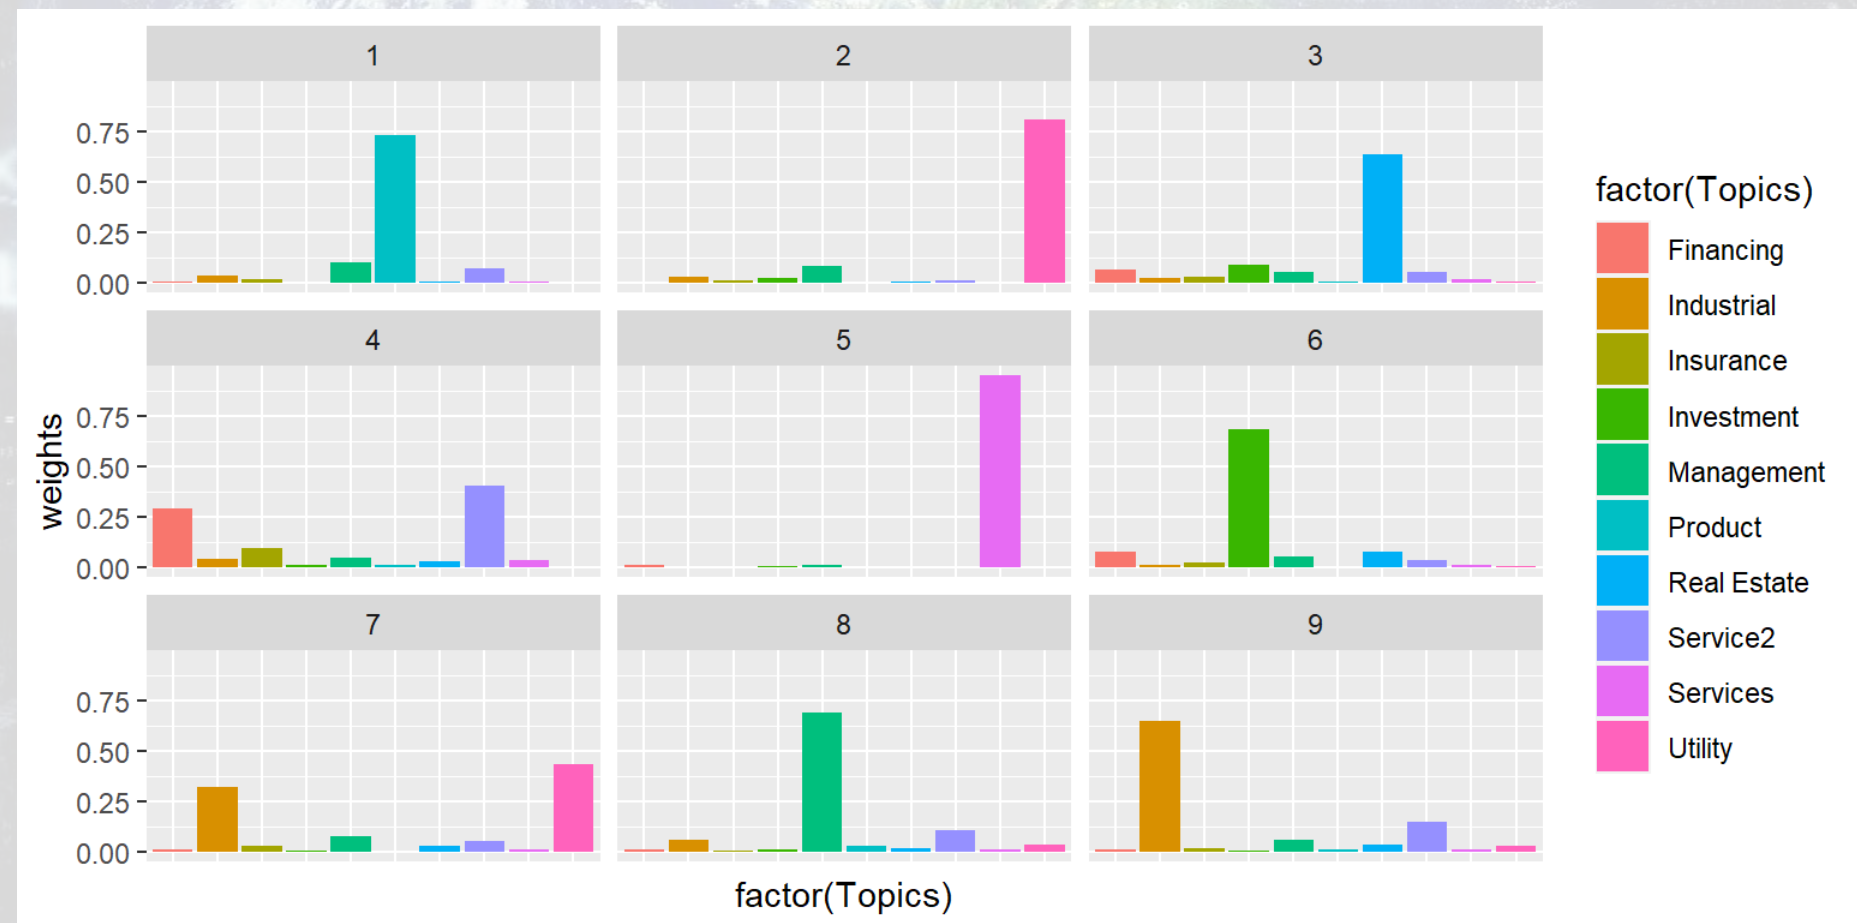 1
2
3
0.75
0.50
0.25
0.00
4
5
6
0.75
0.50
0.25
0.00
7
8
9
0.75
0.50
0.25
0.00
weights
factor(Topics)
factor(Topics)
Financing
Industrial
Insurance
Investment
Management
Product
Real Estate
Service2
Services
Utility